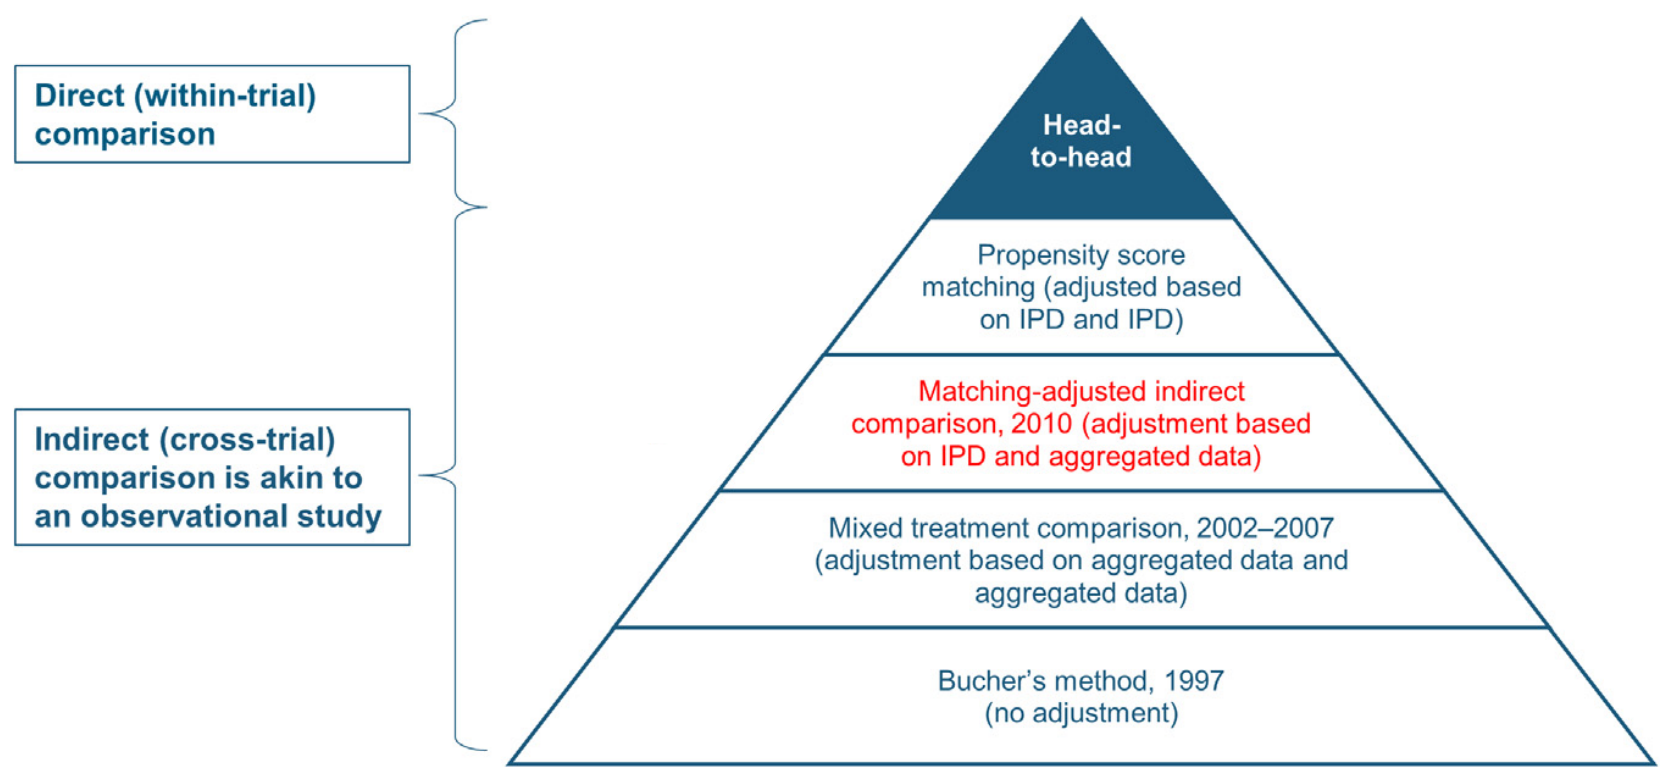 Direct (within-trial)
comparison
Indirect (cross-trial)
comparison is akin to
an observational study
Head-
to-head
Propensity score
matching (adjusted based
on IPD and IPD)
Matching-adjusted indirect
comparison, 2010 (adjustment based
on IPD and aggregated data)
Mixed treatment comparison, 2002–2007
(adjustment based on aggregated data and
aggregated data)
Bucher’s method, 1997
(no adjustment)